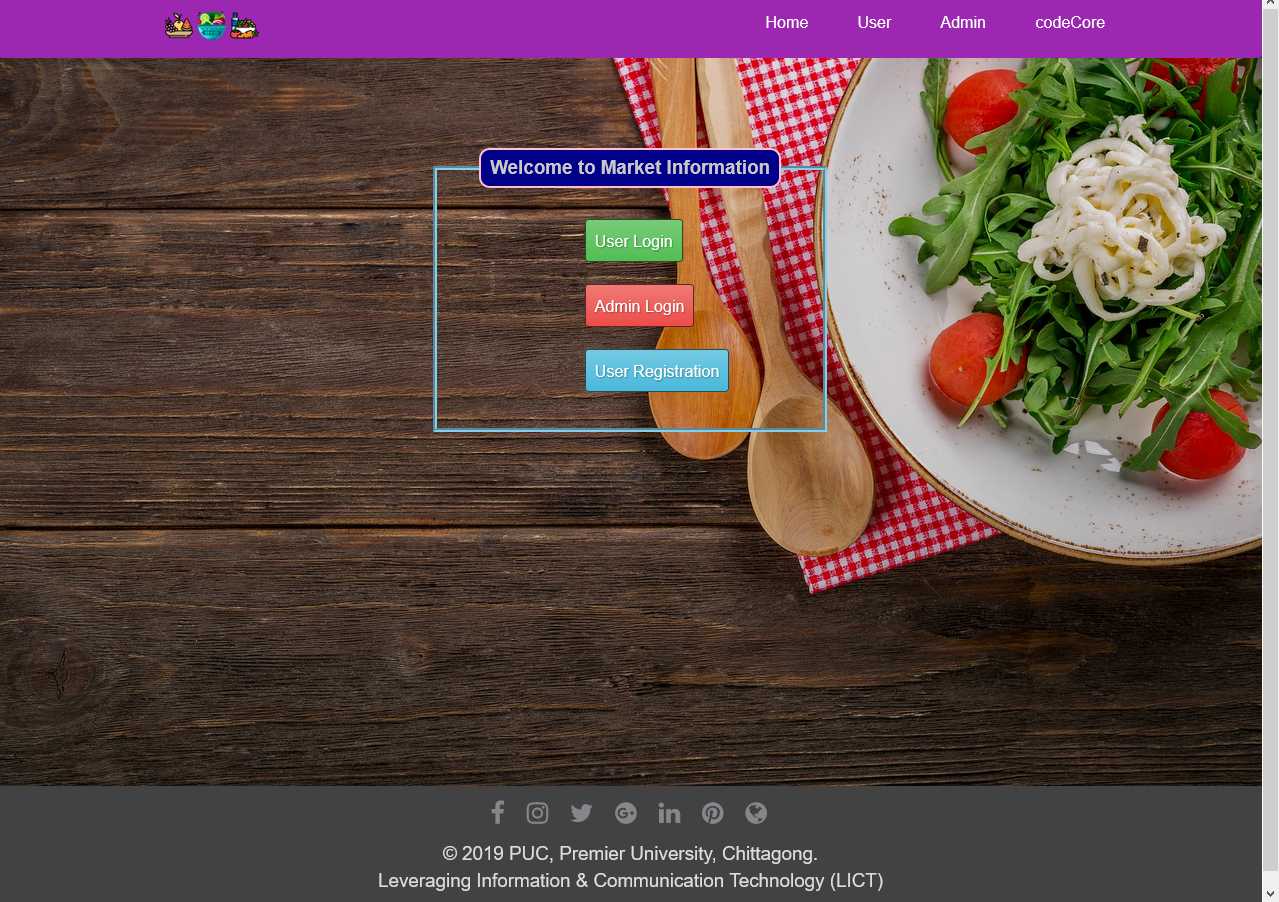 Home User Admin codeCore
Welcome to Market Information
User Login
Admin Login
User Registration
© 2019 PUC, Premier University, Chittagong.
Leveraging Information & Communication Technology (LICT)